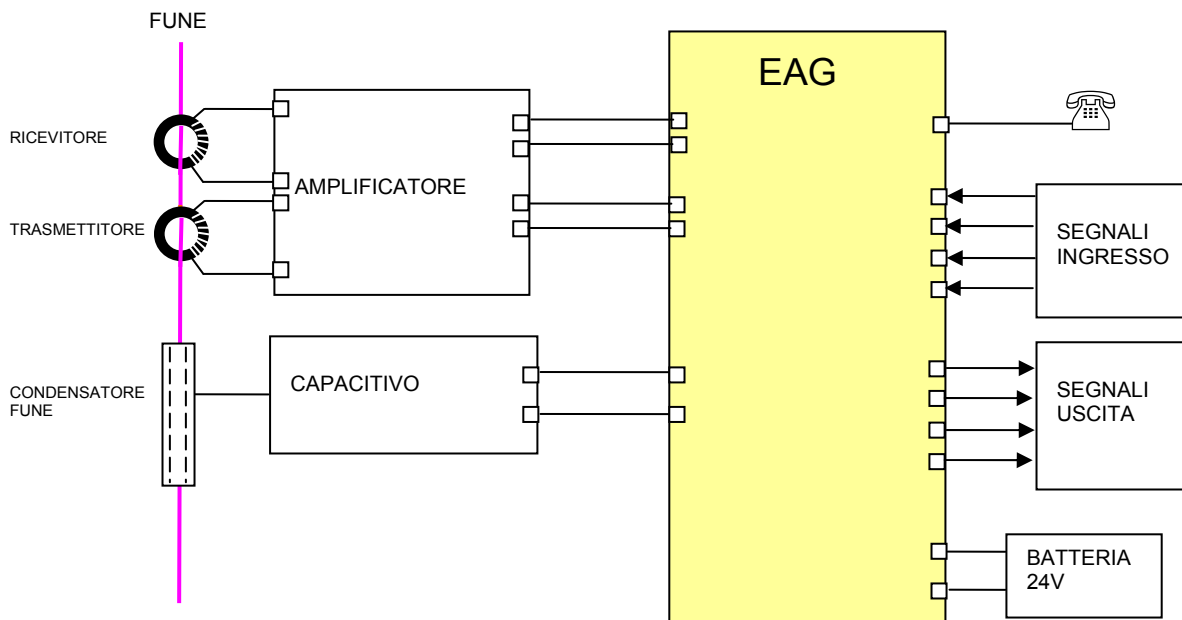 FUNE
EAG
RICEVITORE
AMPLIFICATORE
TRASMETTITORE
SEGNALI
INGRESSO
CONDENSATORE
FUNE
CAPACITIVO
SEGNALI
USCITA
BATTERIA
24V